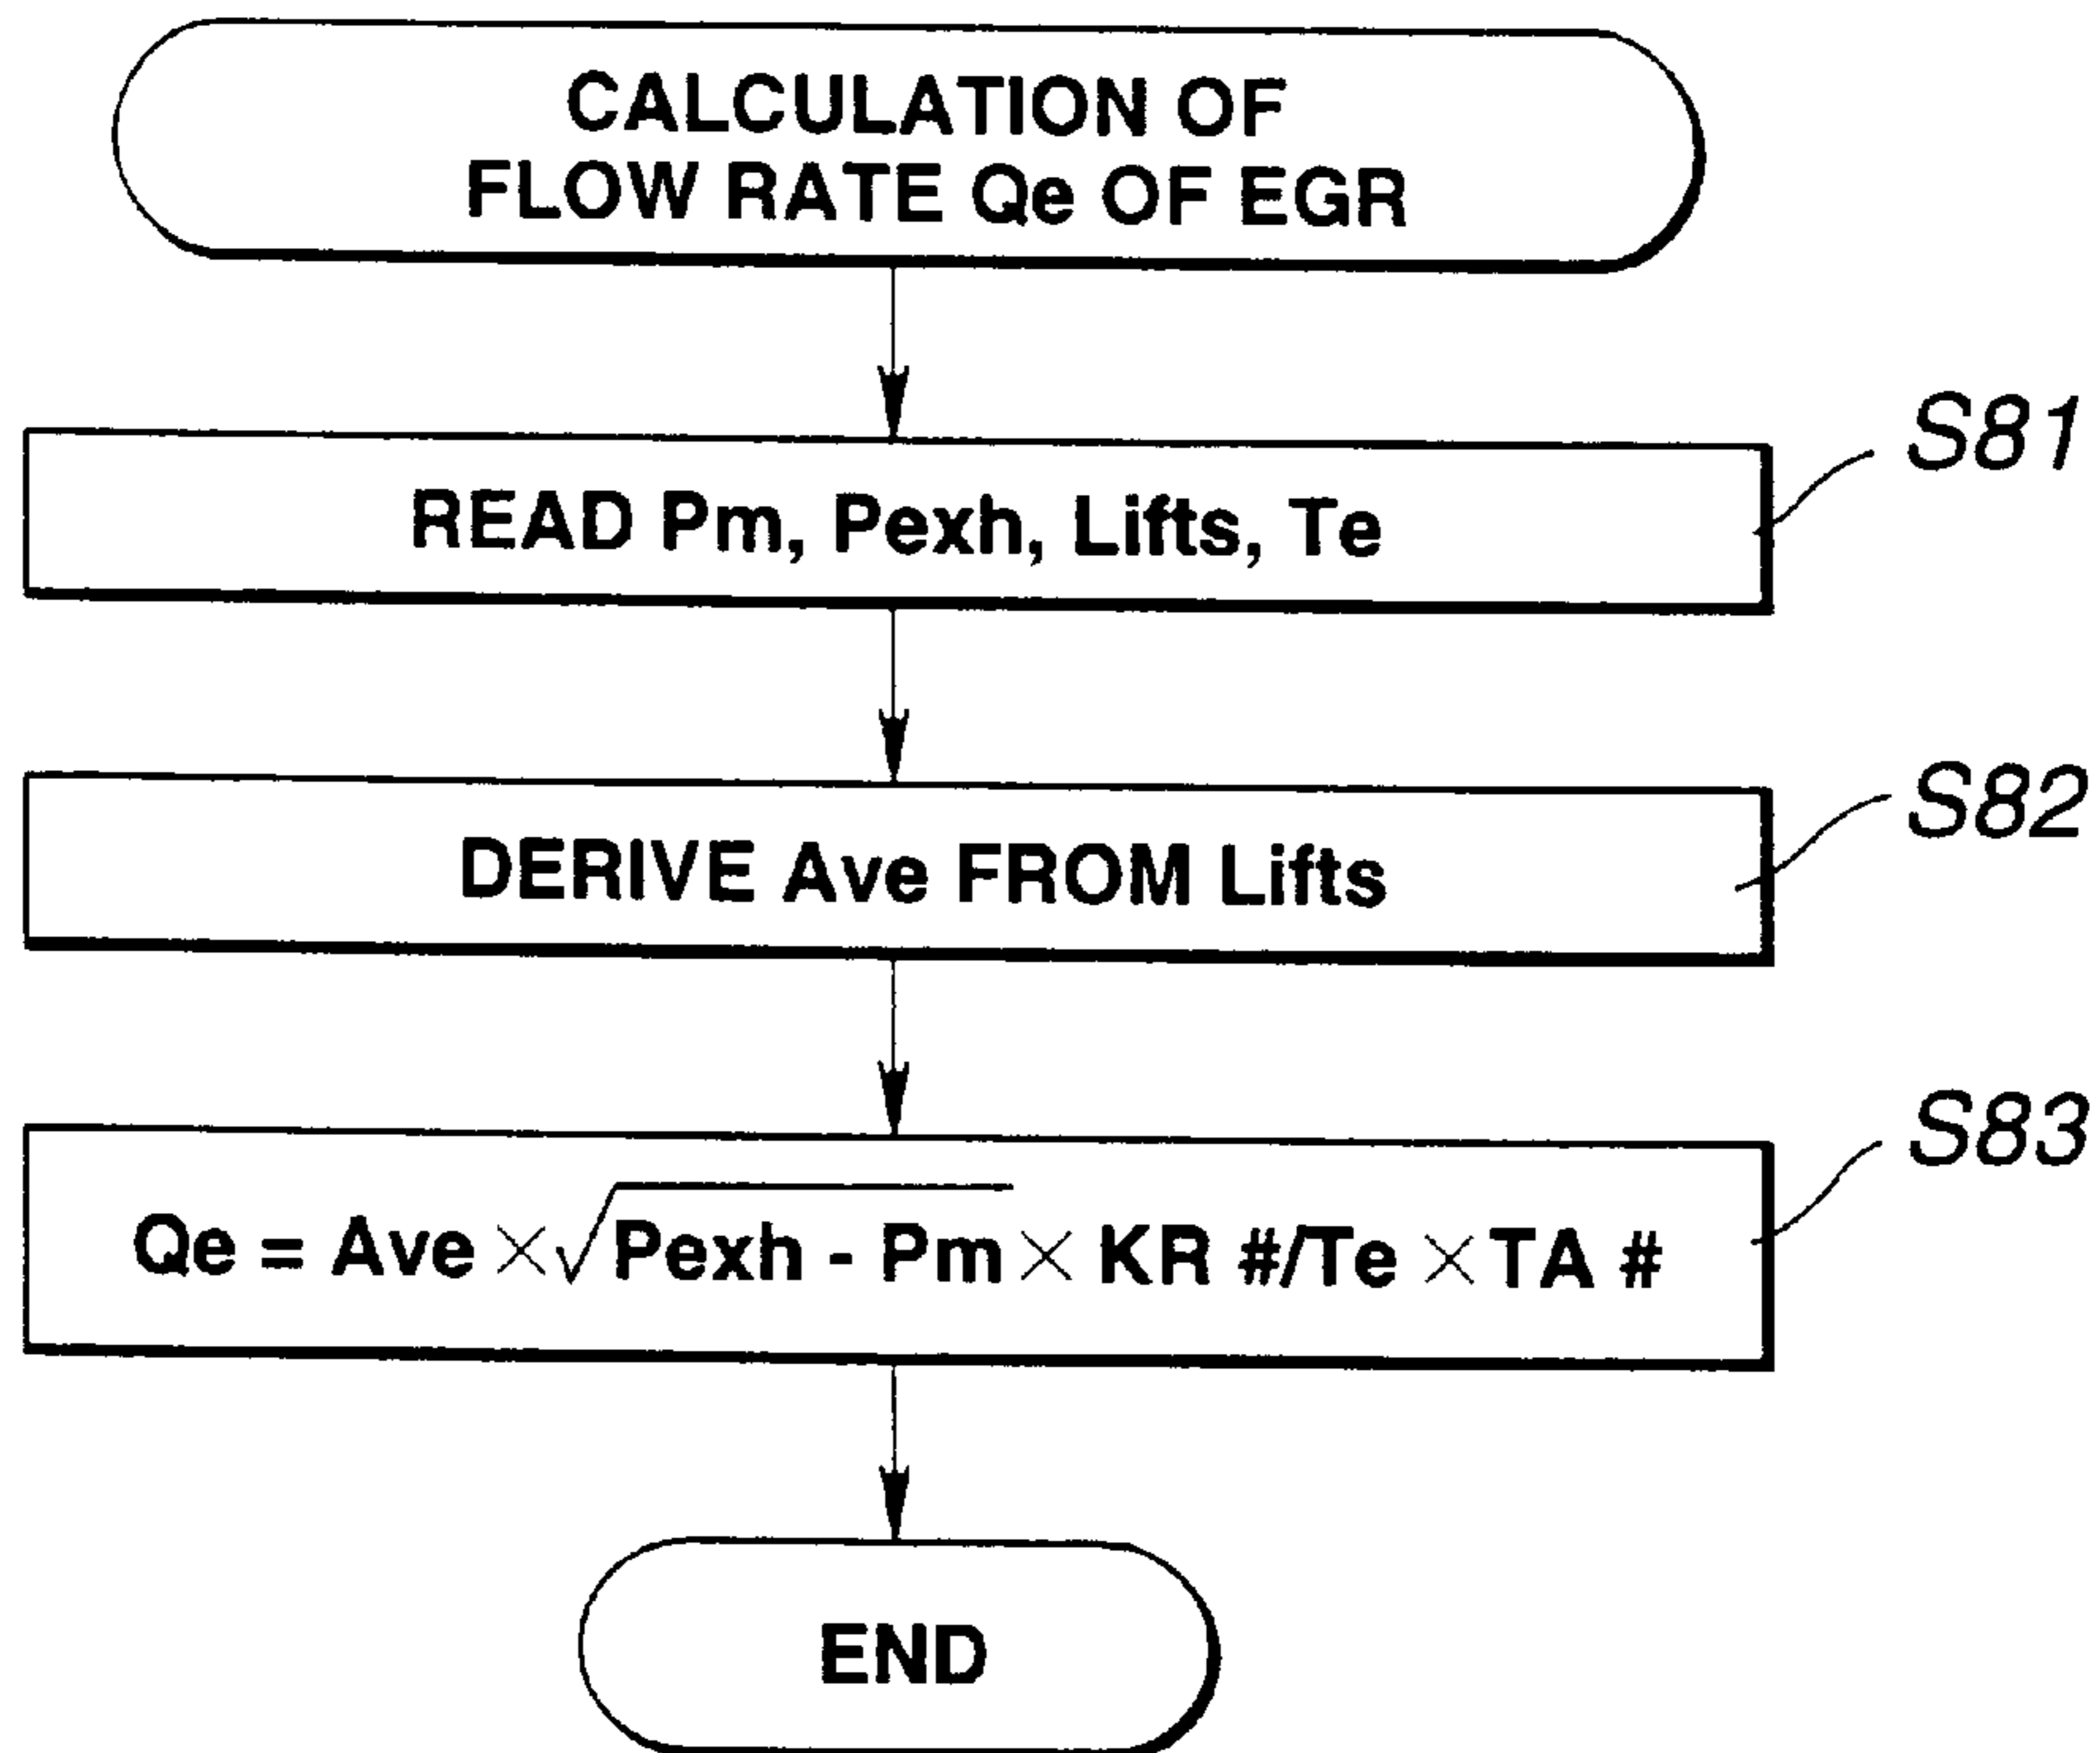 CALCULATION OF
FLOW RATE Qe OF EGR
S81
READ Pm, Pexh, Lifts, Te
S82
DERIVE Ave FROM Lifts
S83
Qe = Ave ×√Pexh - Pm × KR #/Te × TA #
END